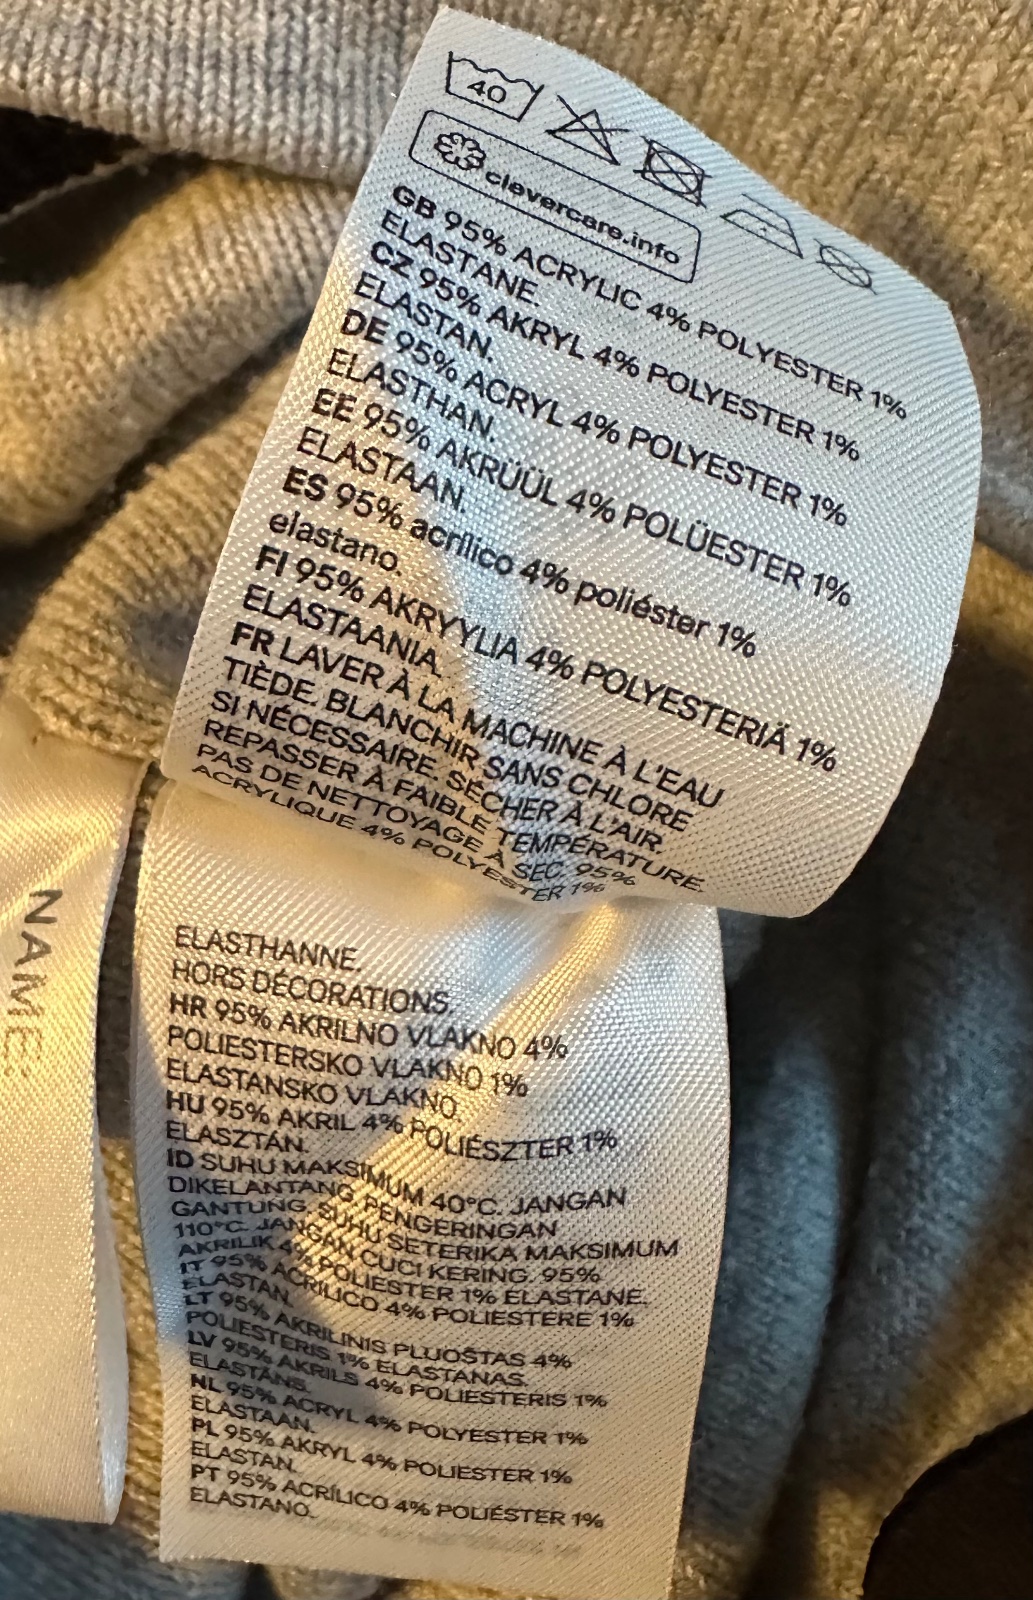 40
clevercare.info
GB 95% ACRYLIC 4% POLYESTER 1%
ELASTANE.
CZ 95% AKRYL 4% POLYESTER 1%
ELASTAN.
DE 95% ACRYL 4% POLYESTER 1%
ELASTHAN.
EE 95% AKRÜÜL 4% POLÜESTER 1%
ELASTAAN.
ES 95% acrílico 4% poliéster 1%
elastano.
FI 95% AKRYYLIA 4% POLYESTERIÄ 1%
ELASTAANIA.
FR LAVER À LA MACHINE À L'EAU
TIÈDE. BLANCHIR SANS CHLORE
SI NÉCESSAIRE. SÉCHER À L'AIR.
REPASSER À FAIBLE TEMPÉRATURE.
PAS DE NETTOYAGE À SEC. 95%
ACRYLIQUE 4% POLYESTER 1%
ELASTHANNE.
HORS DÉCORATIONS.
HR 95% AKRILNO VLAKNO 4%
POLIESTERSKO VLAKNO 1%
ELASTANSKO VLAKNO.
HU 95% AKRIL 4% POLIÉSZTER 1%
ELASZTÁN.
ID SUHU MAKSIMUM 40°C. JANGAN
DIKELANTANG. PENGERINGAN
GANTUNG. SUHU SETERIKA MAKSIMUM
110°C. JANGAN CUCI KERING. 95%
AKRILIK 4% POLIESTER 1% ELASTANE.
IT 95% ACRILICO 4% POLIESTERE 1%
ELASTAN.
LT 95% AKRILINIS PLUOŠTAS 4%
POLIESTERIS 1% ELASTANAS.
LV 95% AKRILS 4% POLIESTERIS 1%
ELASTĀNS.
NL 95% ACRYL 4% POLYESTER 1%
ELASTAAN.
PL 95% AKRYL 4% POLIESTER 1%
ELASTAN.
PT 95% ACRÍLICO 4% POLIÉSTER 1%
ELASTANO.
NAME: